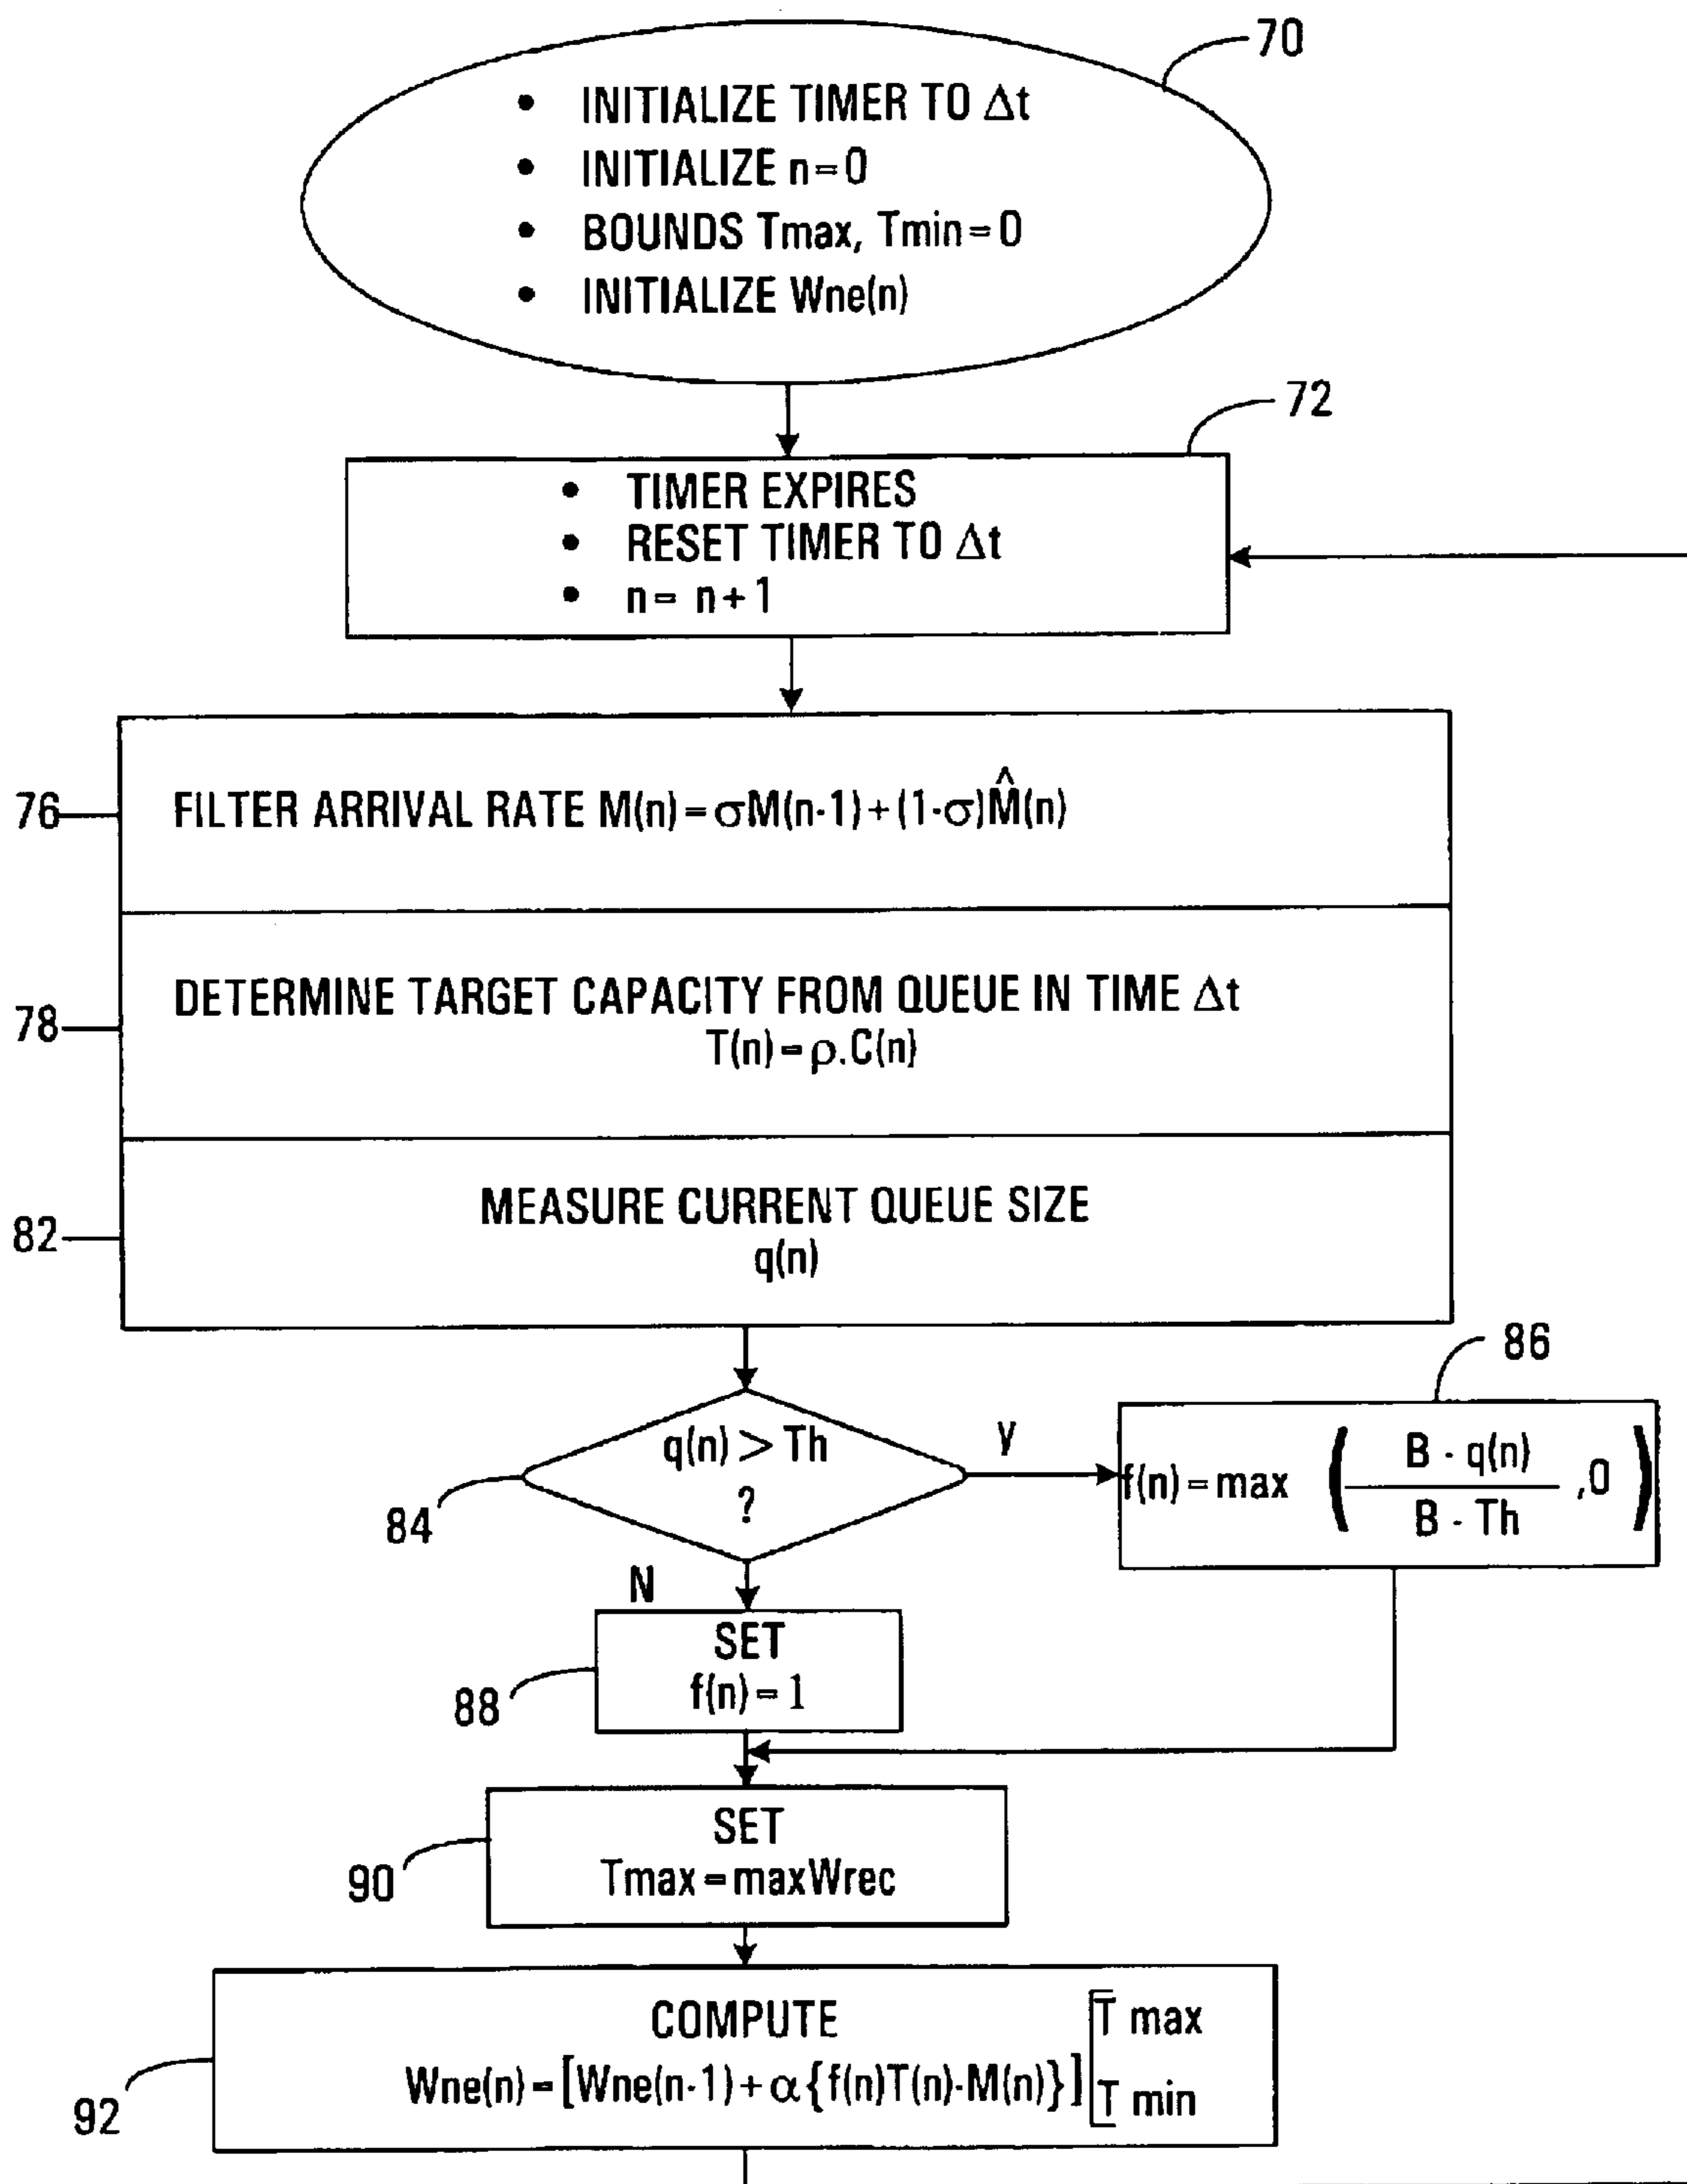 70
• INITIALIZE TIMER TO Δt
• INITIALIZE n=0
• BOUNDS Tmax, Tmin=0
• INITIALIZE Wne(n)
72
• TIMER EXPIRES
• RESET TIMER TO Δt
• n= n+1
76
FILTER ARRIVAL RATE M(n)=σM(n-1)+(1-σ)M̂(n)
78
DETERMINE TARGET CAPACITY FROM QUEUE IN TIME Δt
T(n)=ρ.C(n)
82
MEASURE CURRENT QUEUE SIZE
q(n)
84
q(n) > Th
?
y
86
f(n)=max (B - q(n) / B - Th ,0)
N
88
SET
f(n)=1
90
SET
Tmax=maxWrec
92
COMPUTE
Wne(n)=[Wne(n-1)+α{f(n)T(n)-M(n)}]
T max
T min